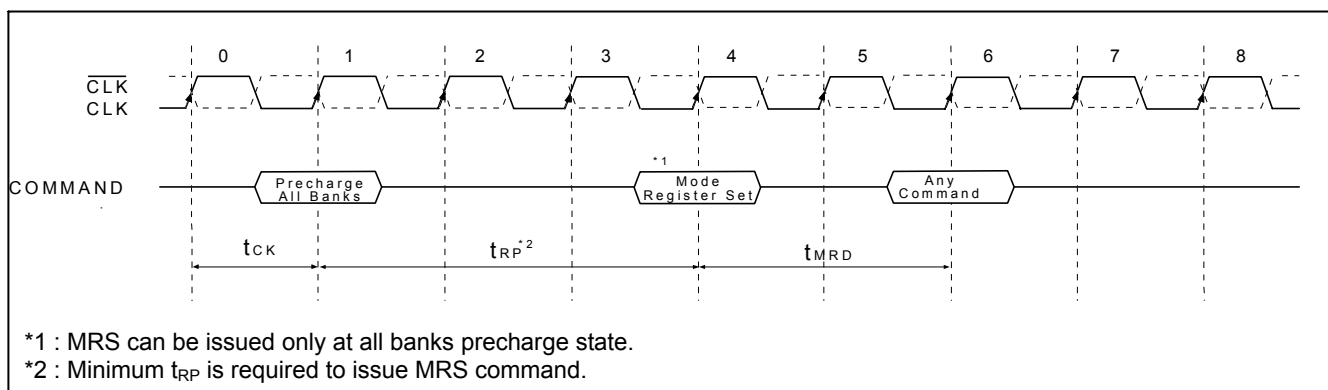 0 1 2 3 4 5 6 7 8
CLK
CLK
*1
COMMAND
Precharge
All Banks
Mode
Register Set
Any
Command
tCK
tRP*2
tMRD
*1 : MRS can be issued only at all banks precharge state.
*2 : Minimum tRP is required to issue MRS command.